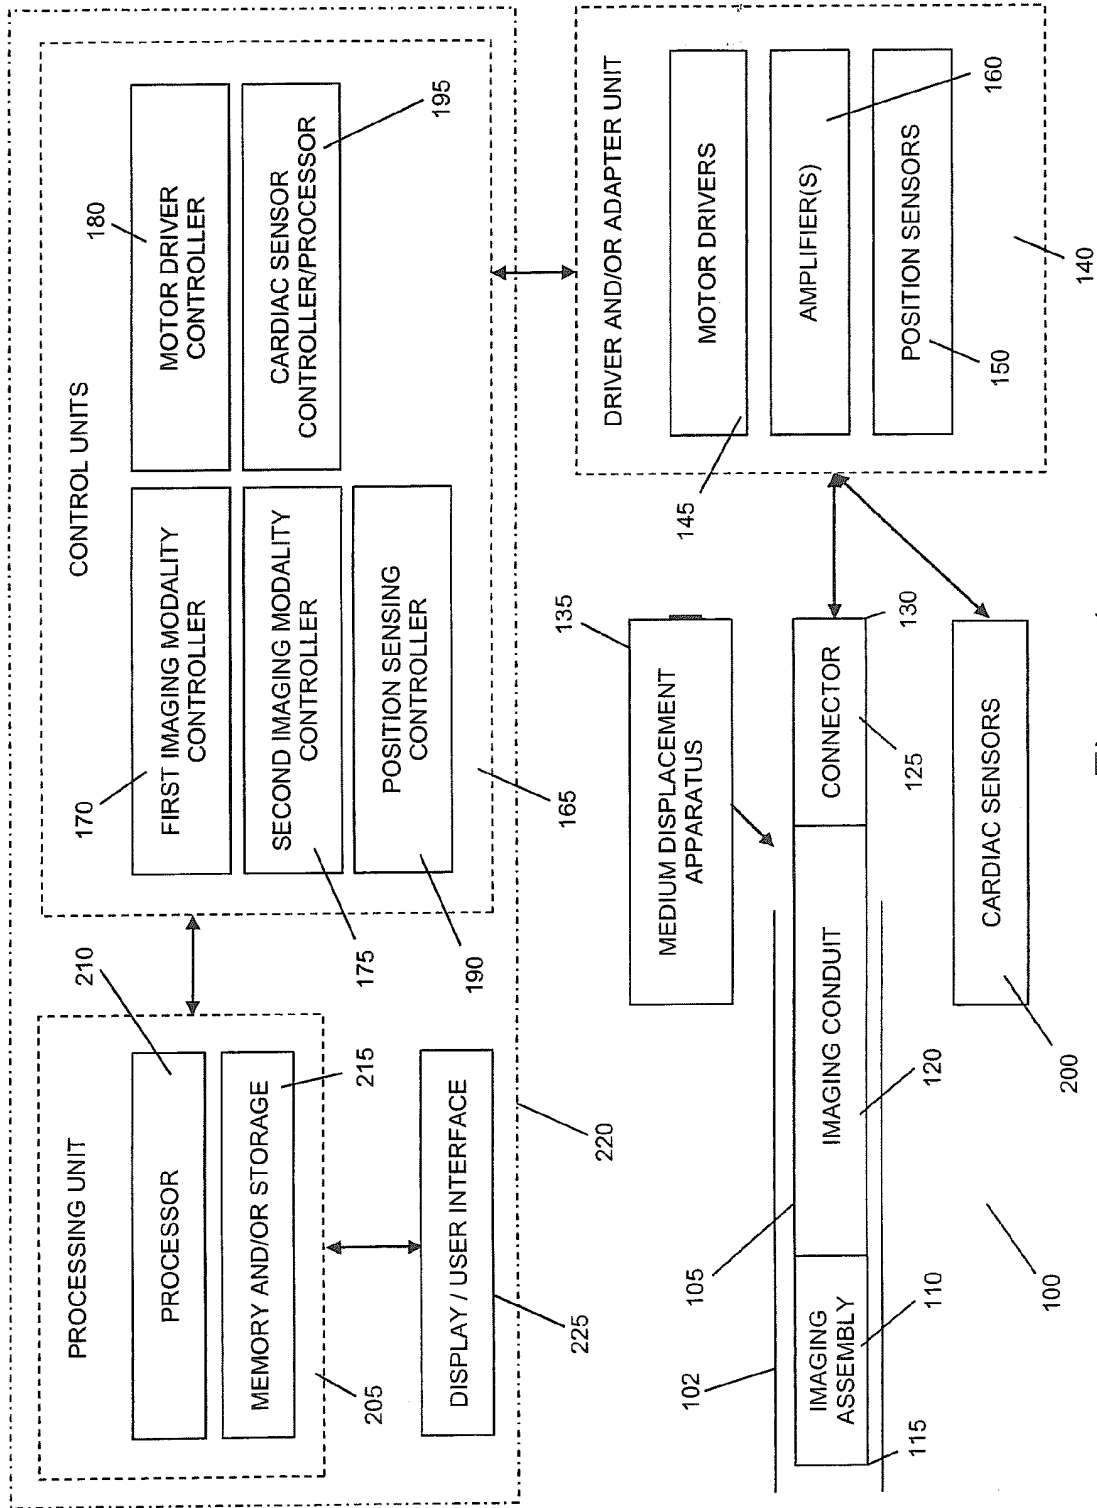 PROCESSING UNIT
PROCESSOR
210
MEMORY AND/OR STORAGE
215
205
DISPLAY / USER INTERFACE
225
220
CONTROL UNITS
170
FIRST IMAGING MODALITY
CONTROLLER
180
MOTOR DRIVER
CONTROLLER
SECOND IMAGING MODALITY
CONTROLLER
175
CARDIAC SENSOR
CONTROLLER/PROCESSOR
195
POSITION SENSING
CONTROLLER
190
165
102
105
MEDIUM DISPLACEMENT
APPARATUS
135
IMAGING
ASSEMBLY
IMAGING CONDUIT
CONNECTOR
115
110
120
125
130
CARDIAC SENSORS
200
100
DRIVER AND/OR ADAPTER UNIT
MOTOR DRIVERS
145
AMPLIFIER(S)
160
POSITION SENSORS
150
140